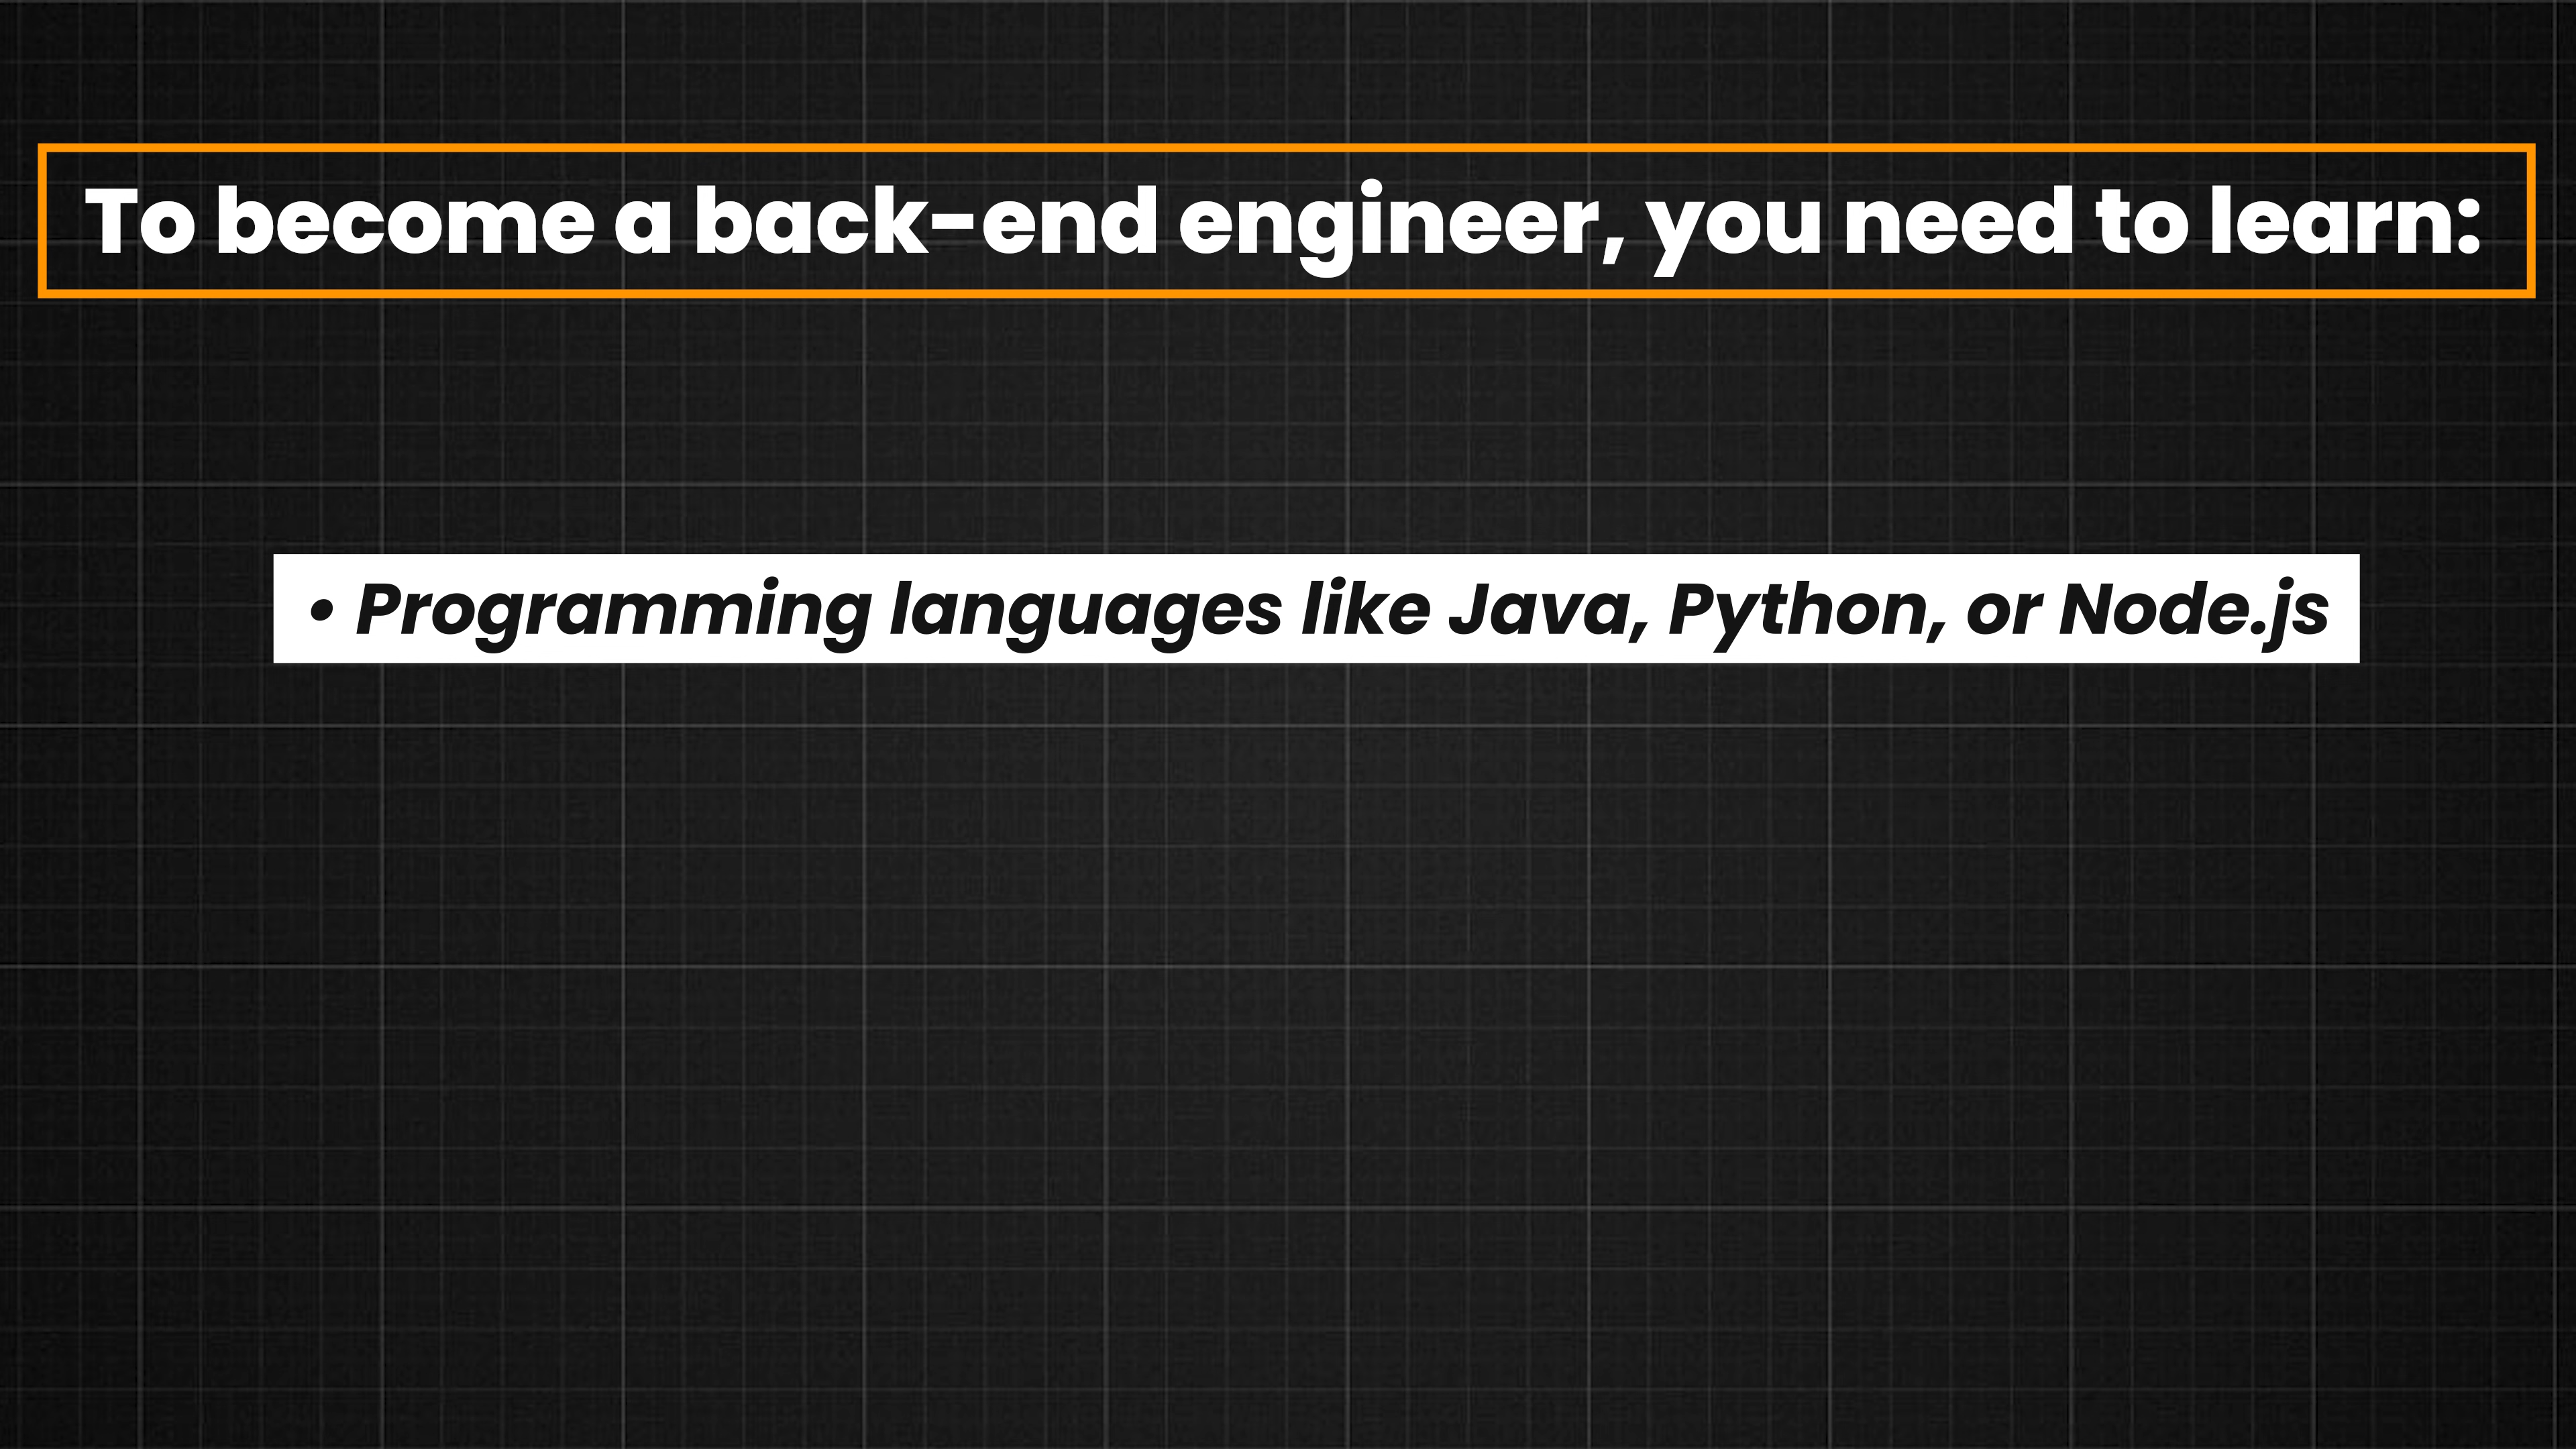 To become a back-end engineer, you need to learn:
• Programming languages like Java, Python, or Node.js